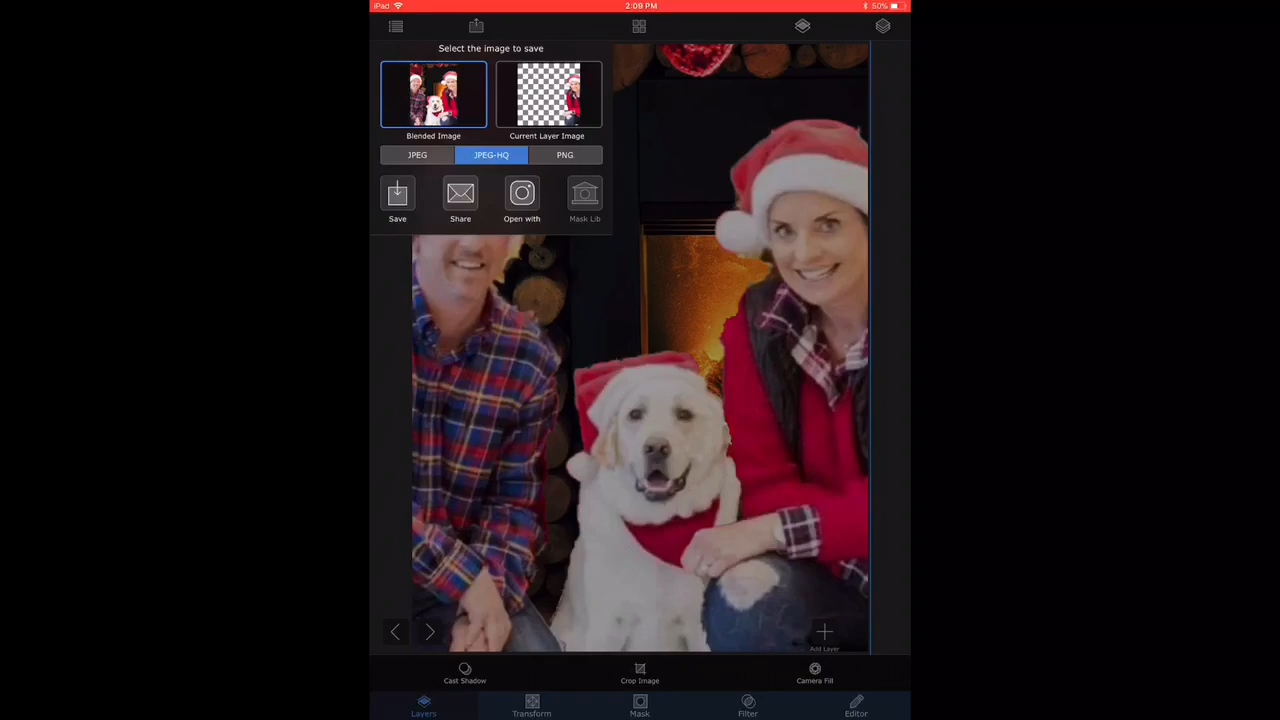 iPad 2:09 PM 50%
Select the image to save
Blended Image Current Layer Image
JPEG JPEG-HQ PNG
Save Share Open with Mask Lib
Add Layer
Cast Shadow Crop Image Camera Fill
Layers Transform Mask Filter Editor